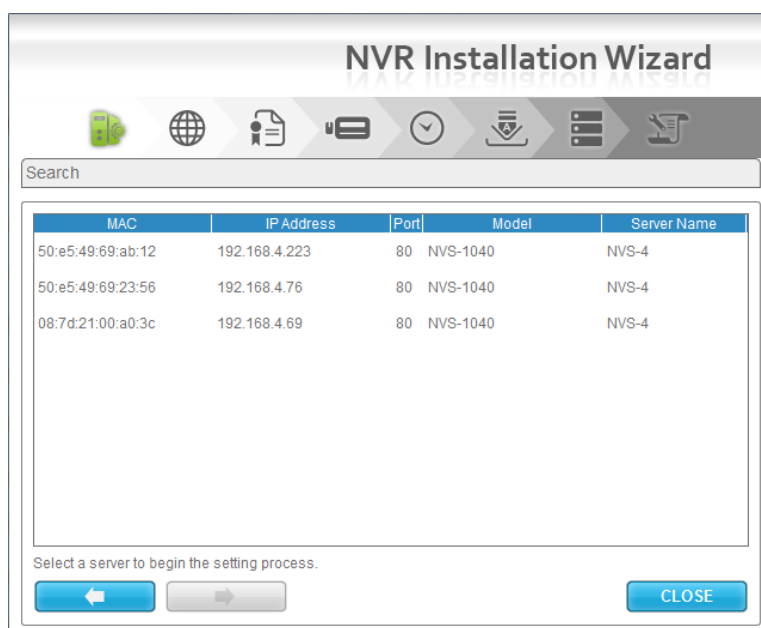 NVR Installation Wizard
Search
MAC IP Address Port Model Server Name
50:e5:49:69:ab:12 192.168.4.223 80 NVS-1040 NVS-4
50:e5:49:69:23:56 192.168.4.76 80 NVS-1040 NVS-4
08:7d:21:00:a0:3c 192.168.4.69 80 NVS-1040 NVS-4
Select a server to begin the setting process.
CLOSE